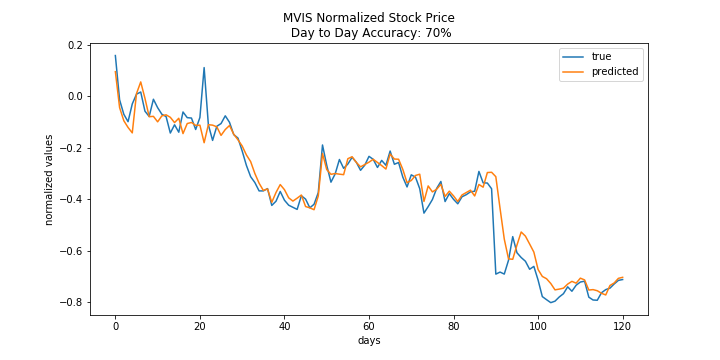 MVIS Normalized Stock Price
Day to Day Accuracy: 70%
true
predicted
normalized values
0.2
0.0
−0.2
−0.4
−0.6
−0.8
0 20 40 60 80 100 120
days